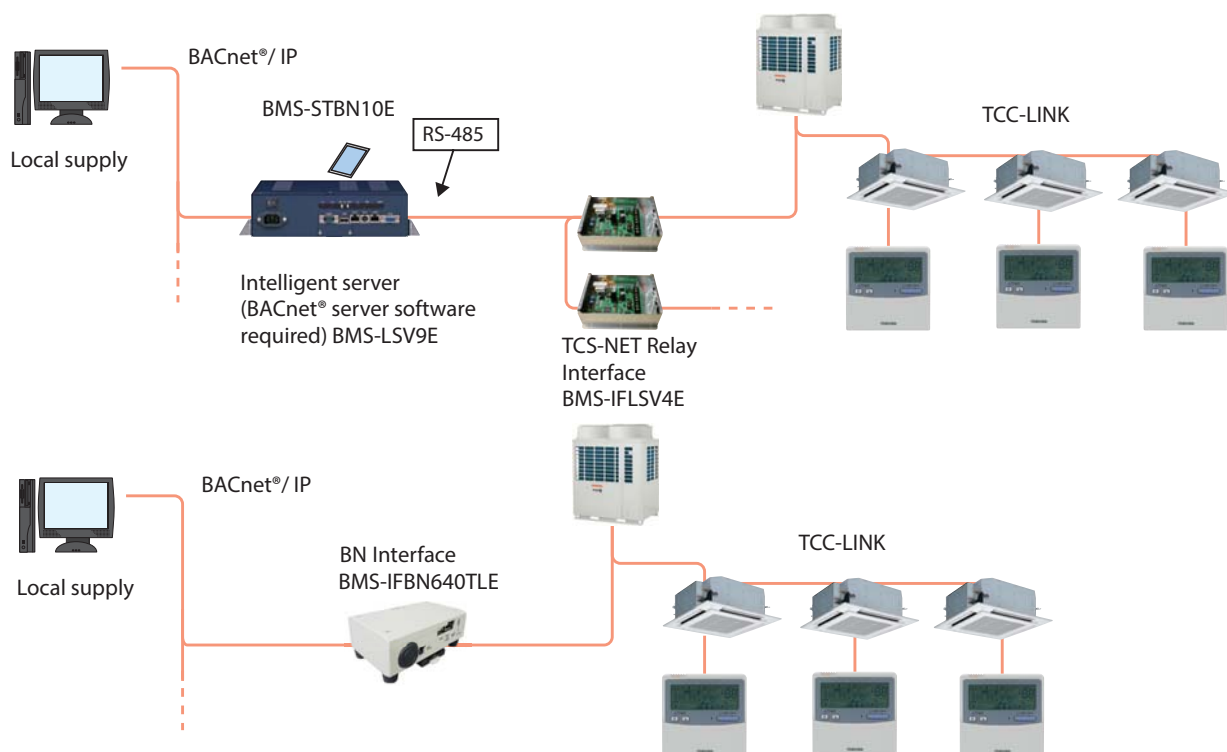 BACnet®/ IP
BMS-STBN10E
RS-485
TCC-LINK
Local supply
Intelligent server
(BACnet® server software
required) BMS-LSV9E
TCS-NET Relay
Interface
BMS-IFLSV4E
BACnet®/ IP
BN Interface
BMS-IFBN640TLE
TCC-LINK
Local supply